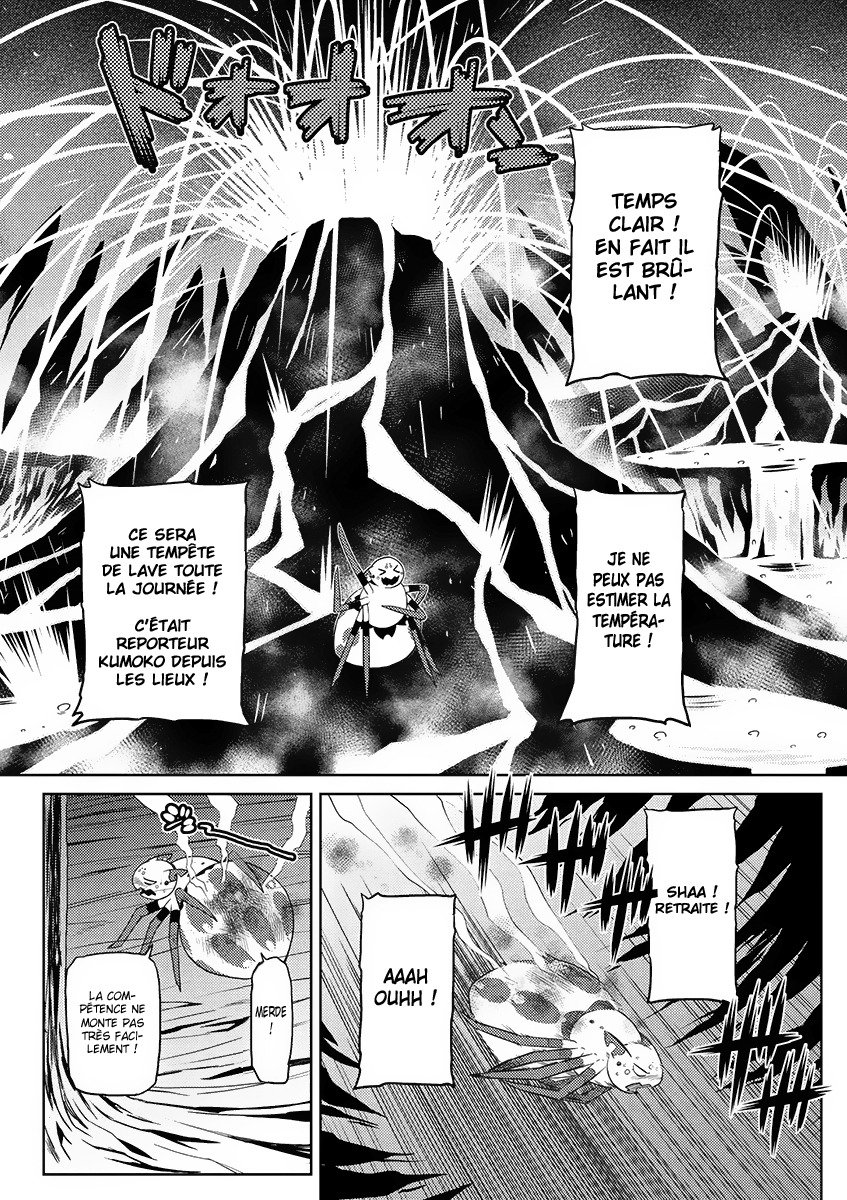 ドォオオオン
TEMPS
CLAIR !
EN FAIT IL
EST BRÛ-
LANT !
JE NE
PEUX PAS
ESTIMER LA
TEMPÉRA-
TURE !
CE SERA
UNE TEMPÊTE
DE LAVE TOUTE
LA JOURNÉE !
C'ÉTAIT
REPORTEUR
KUMOKO DEPUIS
LES LIEUX !
SHAA !
RETRAITE !
AAAH
OUHH !
MERDE
!
LA COM-
PÉTENCE NE
MONTE PAS
TRÈS FACI-
LEMENT !